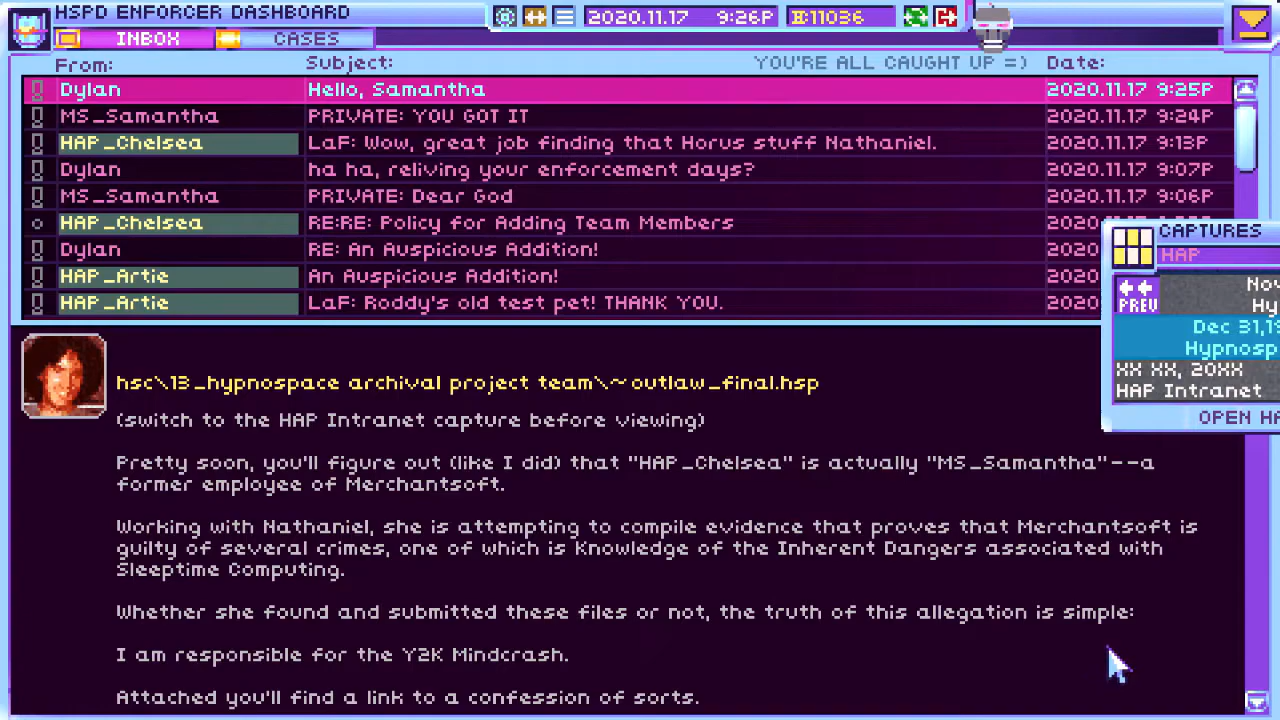 HSPD ENFORCER DASHBOARD
2020.11.17 9:26P
11036
INBOX
CASES
From:
Subject:
YOU'RE ALL CAUGHT UP =)
Date:
Dylan Hello, Samantha 2020.11.17 9:25P
MS_Samantha PRIVATE: YOU GOT IT 2020.11.17 9:24P
HAP_Chelsea LaF: Wow, great job finding that Horus stuff Nathaniel. 2020.11.17 9:13P
Dylan ha ha, reliving your enforcement days? 2020.11.17 9:07P
MS_Samantha PRIVATE: Dear God 2020.11.17 9:06P
HAP_Chelsea RE:RE: Policy for Adding Team Members
Dylan RE: An Auspicious Addition! 2020
HAP_Artie An Auspicious Addition! 2020
HAP_Artie LaF: Roddy's old test pet! THANK YOU. 2020
CAPTURES
HAP
PREV
Nov
Hy
Dec 31, 19
Hypnosp
XX XX, 20XX
HAP Intranet
OPEN HA
hsc\13_hypnospace archival project team\~outlaw_final.hsp
(switch to the HAP Intranet capture before viewing)
Pretty soon, you'll figure out (like I did) that "HAP_Chelsea" is actually "MS_Samantha"--a
former employee of Merchantsoft.
Working with Nathaniel, she is attempting to compile evidence that proves that Merchantsoft is
guilty of several crimes, one of which is Knowledge of the Inherent Dangers associated with
Sleeptime Computing.
Whether she found and submitted these files or not, the truth of this allegation is simple:
I am responsible for the Y2K Mindcrash.
Attached you'll find a link to a confession of sorts.